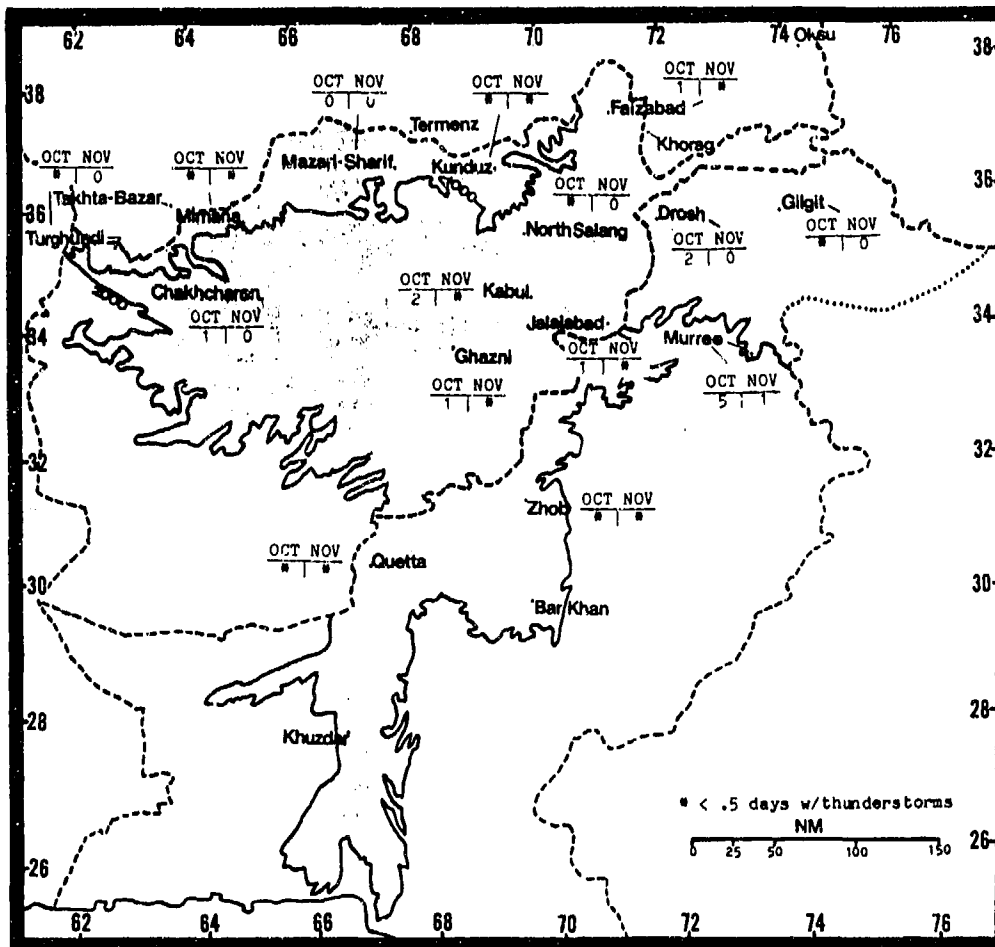 62 64 66 68 70 72 74 76 38
Oksu
OCT NOV
1 *
OCT NOV
0 0
OCT NOV
* *
38
Faizabad
Termenz
Khorag
OCT NOV
* 0
OCT NOV
* *
Mazari-Sharif.
Kunduz
36
OCT NOV
* 0
Takhta-Bazar
Gilgit
36
Mimana
Drosh
OCT NOV
* 0
North Salang
Turghundi
OCT NOV
2 0
Chakhcharan
OCT NOV
2 *
Kabul.
OCT NOV
1 0
Jalalabad
34
34
Murree
OCT NOV
1 *
Ghazni
OCT NOV
1 *
OCT NOV
5 1
32
32
Zhob
OCT NOV
* *
OCT NOV
* *
Quetta
30
30
Bar Khan
28
28
Khuzdar
* < .5 days w/thunderstorms
NM
0 25 50 100 150
26
26
62 64 66 68 70 72 74 76